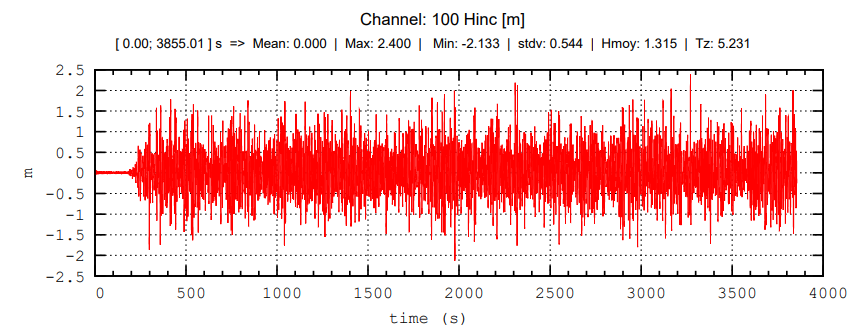 Channel: 100 Hinc [m]
[ 0.00; 3855.01 ] s => Mean: 0.000 | Max: 2.400 | Min: -2.133 | stdv: 0.544 | Hmoy: 1.315 | Tz: 5.231
2.5
2
1.5
1
0.5
0
-0.5
-1
-1.5
-2
-2.5
m
0 500 1000 1500 2000 2500 3000 3500 4000
time (s)